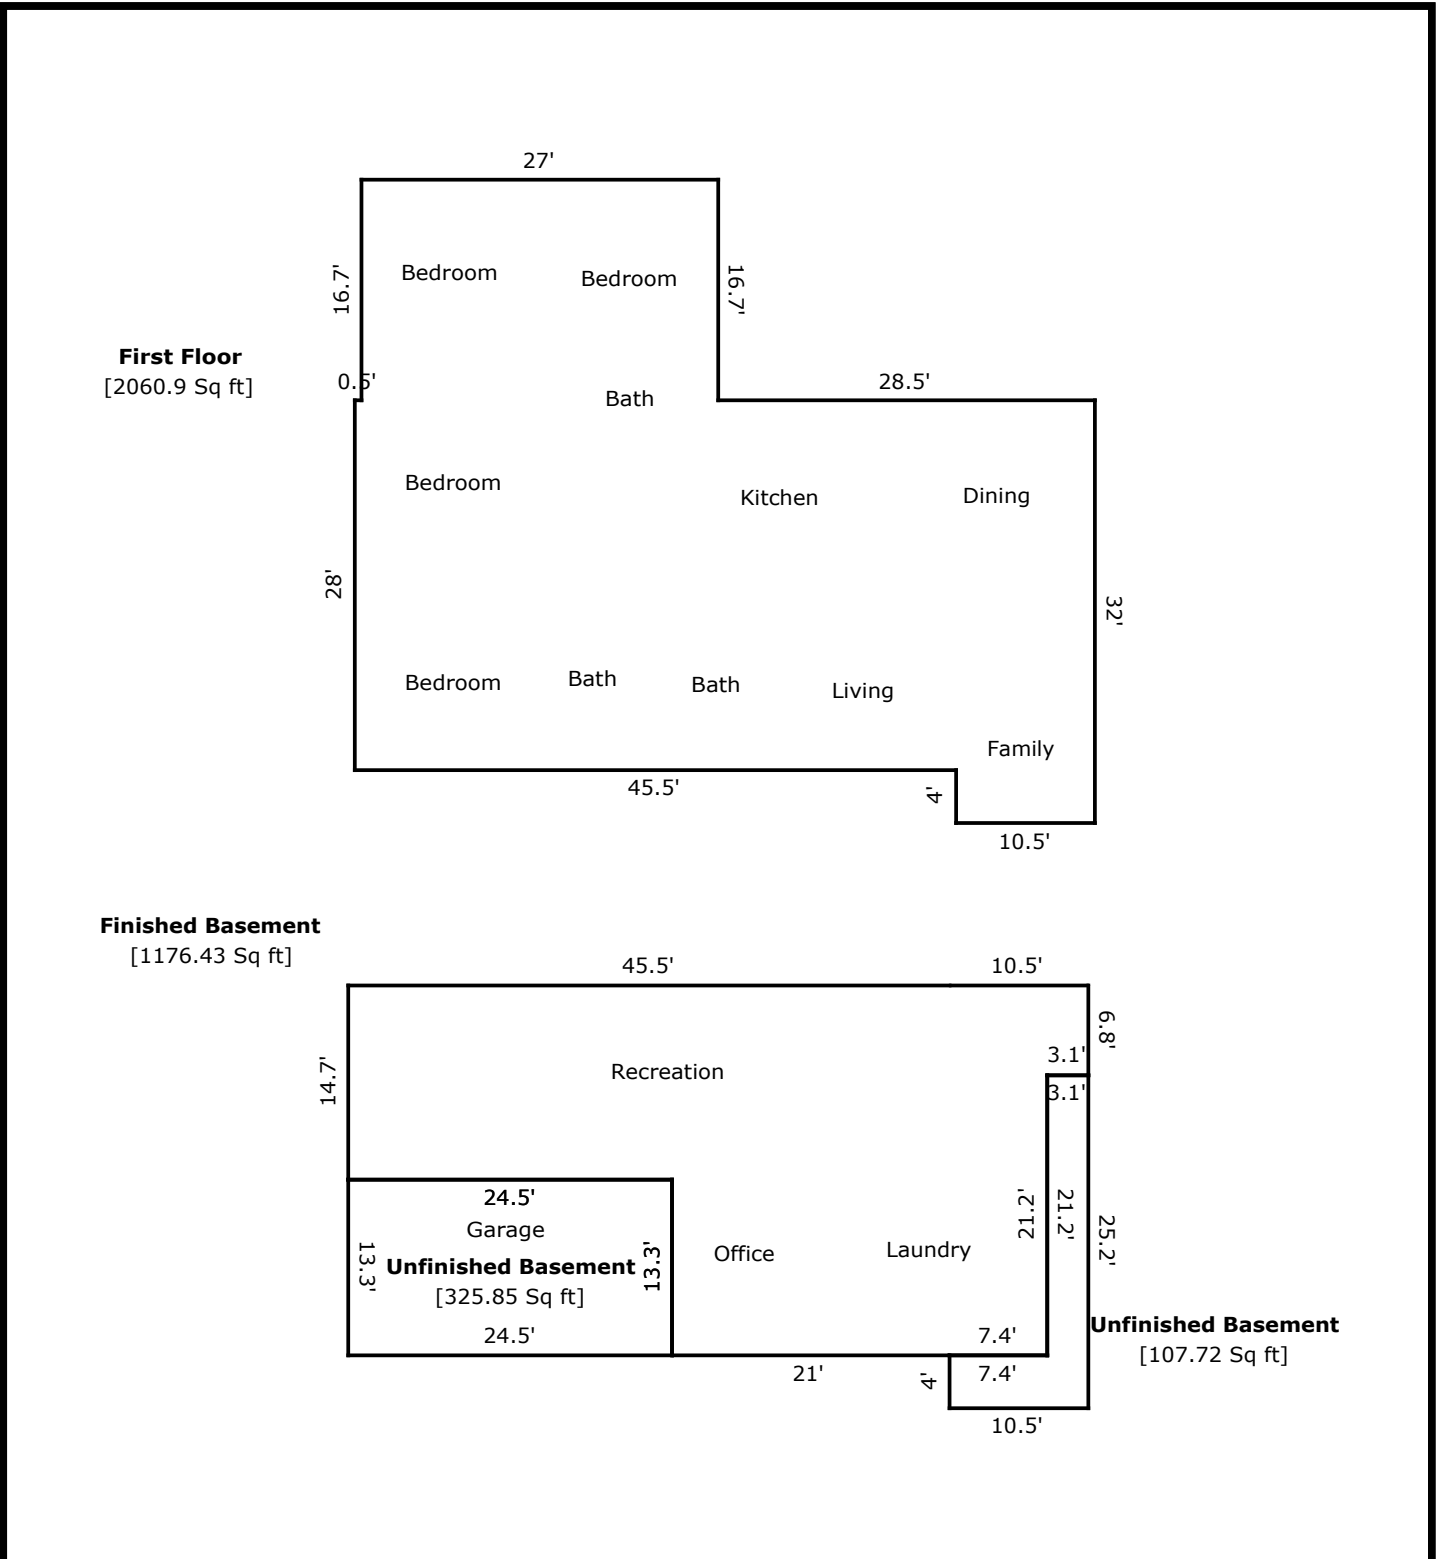 27'
16.7'
Bedroom
Bedroom
16.7'
First Floor
[2060.9 Sq ft]
0.5'
28.5'
Bath
Bedroom
Kitchen
Dining
28'
32'
Bedroom
Bath
Bath
Living
Family
45.5'
4'
10.5'
Finished Basement
[1176.43 Sq ft]
45.5'
10.5'
6.8'
3.1'
3.1'
14.7'
Recreation
24.5'
Garage
13.3'
Unfinished Basement
13.3'
[325.85 Sq ft]
24.5'
Office
Laundry
21.2'
21.2'
25.2'
Unfinished Basement
[107.72 Sq ft]
7.4'
21'
4'
7.4'
10.5'